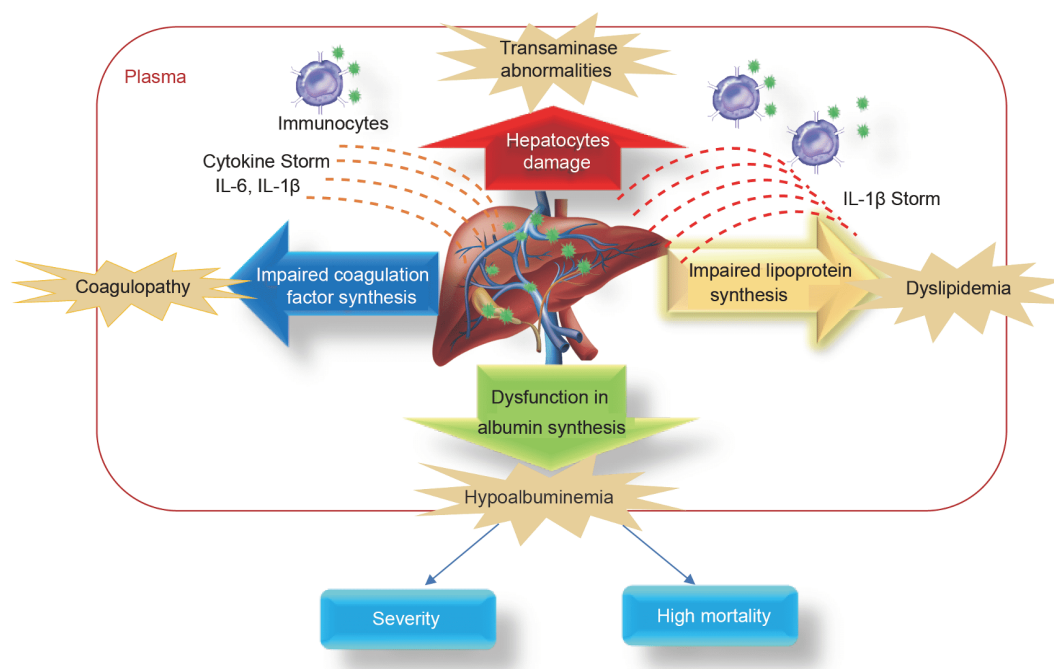 Transaminase
abnormalities
Plasma
Immunocytes
Hepatocytes
damage
Cytokine Storm
IL-6, IL-1β
IL-1β Storm
Coagulopathy
Impaired coagulation
factor synthesis
Impaired lipoprotein
synthesis
Dyslipidemia
Dysfunction in
albumin synthesis
Hypoalbuminemia
Severity
High mortality